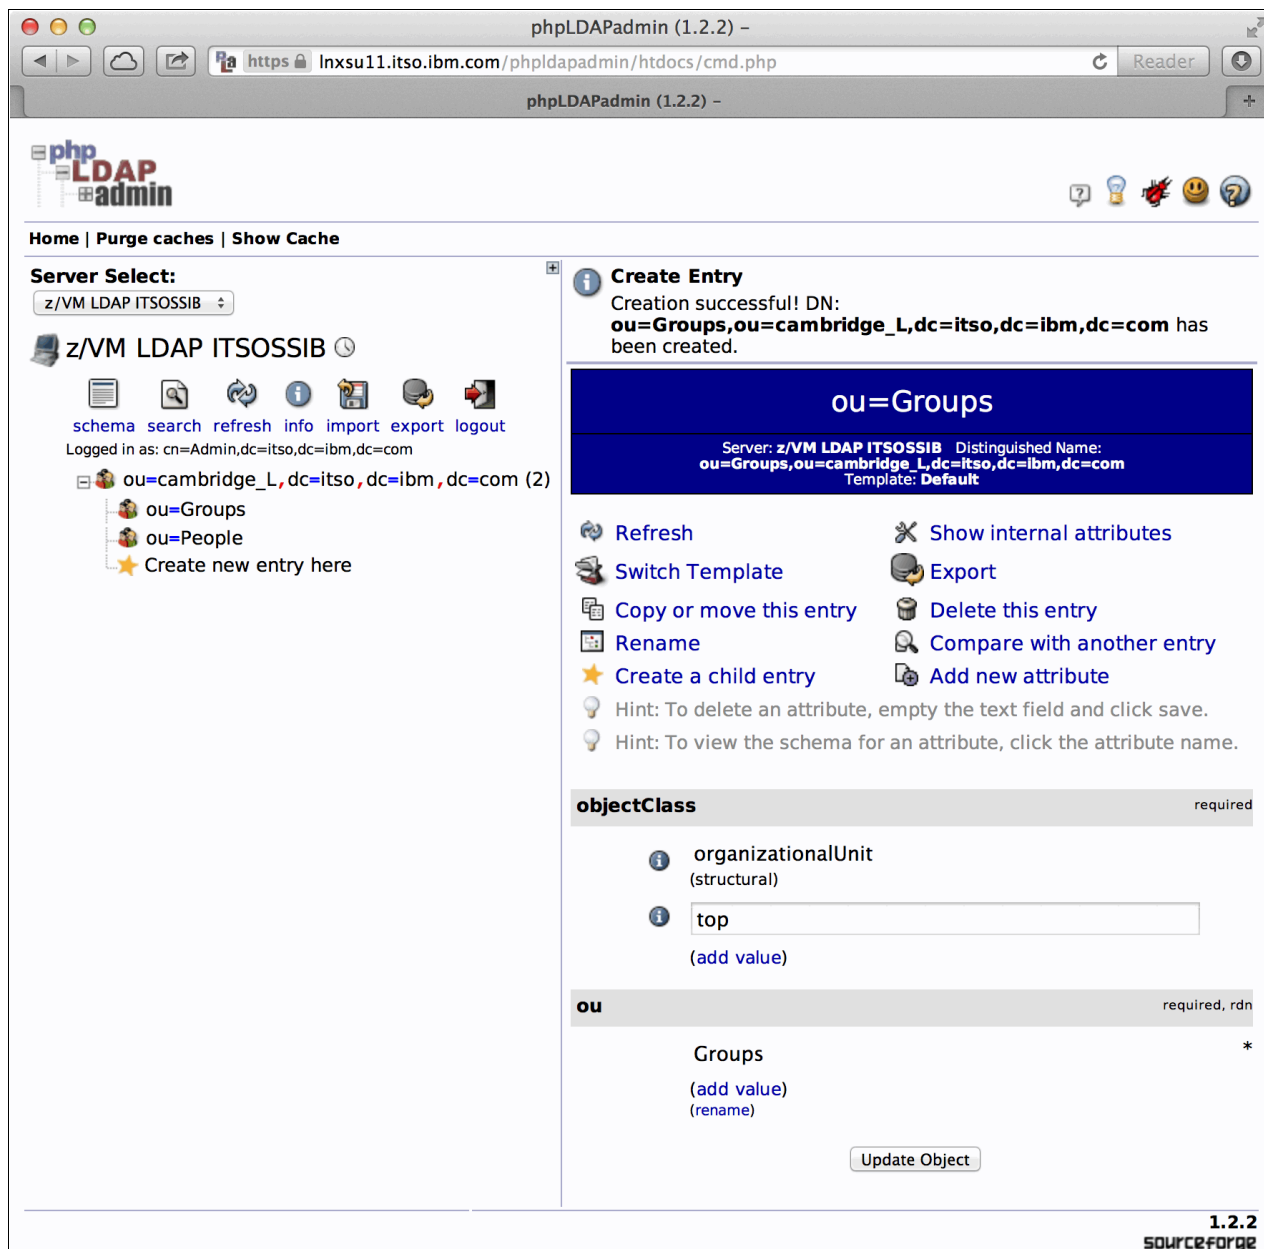 phpLDAPadmin (1.2.2) –
https lnxsu11.itso.ibm.com/phpldapadmin/htdocs/cmd.php Reader
phpLDAPadmin (1.2.2) –
php
LDAP
admin
Home | Purge caches | Show Cache
Server Select:
z/VM LDAP ITSOSSIB
z/VM LDAP ITSOSSIB
schema search refresh info import export logout
Logged in as: cn=Admin,dc=itso,dc=ibm,dc=com
ou=cambridge_L,dc=itso,dc=ibm,dc=com (2)
ou=Groups
ou=People
Create new entry here
Create Entry
Creation successful! DN:
ou=Groups,ou=cambridge_L,dc=itso,dc=ibm,dc=com has
been created.
ou=Groups
Server: z/VM LDAP ITSOSSIB Distinguished Name:
ou=Groups,ou=cambridge_L,dc=itso,dc=ibm,dc=com
Template: Default
Refresh Show internal attributes
Switch Template Export
Copy or move this entry Delete this entry
Rename Compare with another entry
Create a child entry Add new attribute
Hint: To delete an attribute, empty the text field and click save.
Hint: To view the schema for an attribute, click the attribute name.
objectClass required
organizationalUnit
(structural)
top
(add value)
ou required, rdn
Groups *
(add value)
(rename)
Update Object
1.2.2
sourceforge